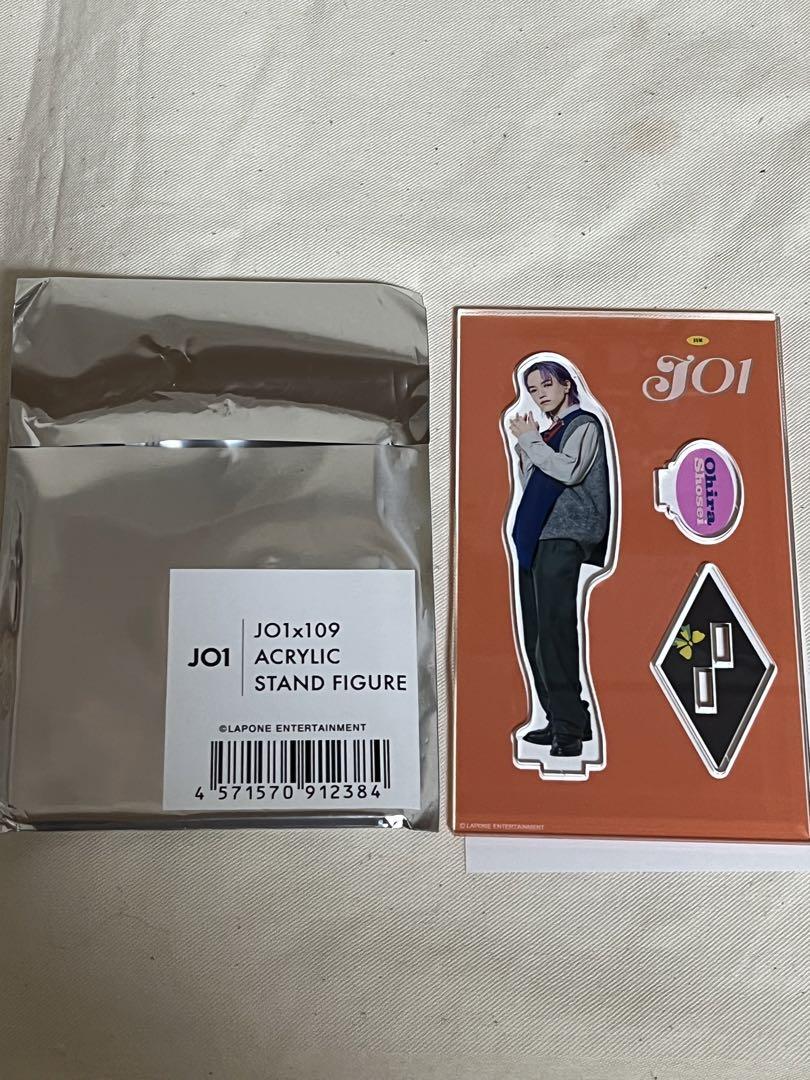 JO1
JO1x109
ACRYLIC
STAND FIGURE
©LAPONE ENTERTAINMENT
4 571570 912384
JO1
Ohira
Shosei
© LAPONE ENTERTAINMENT